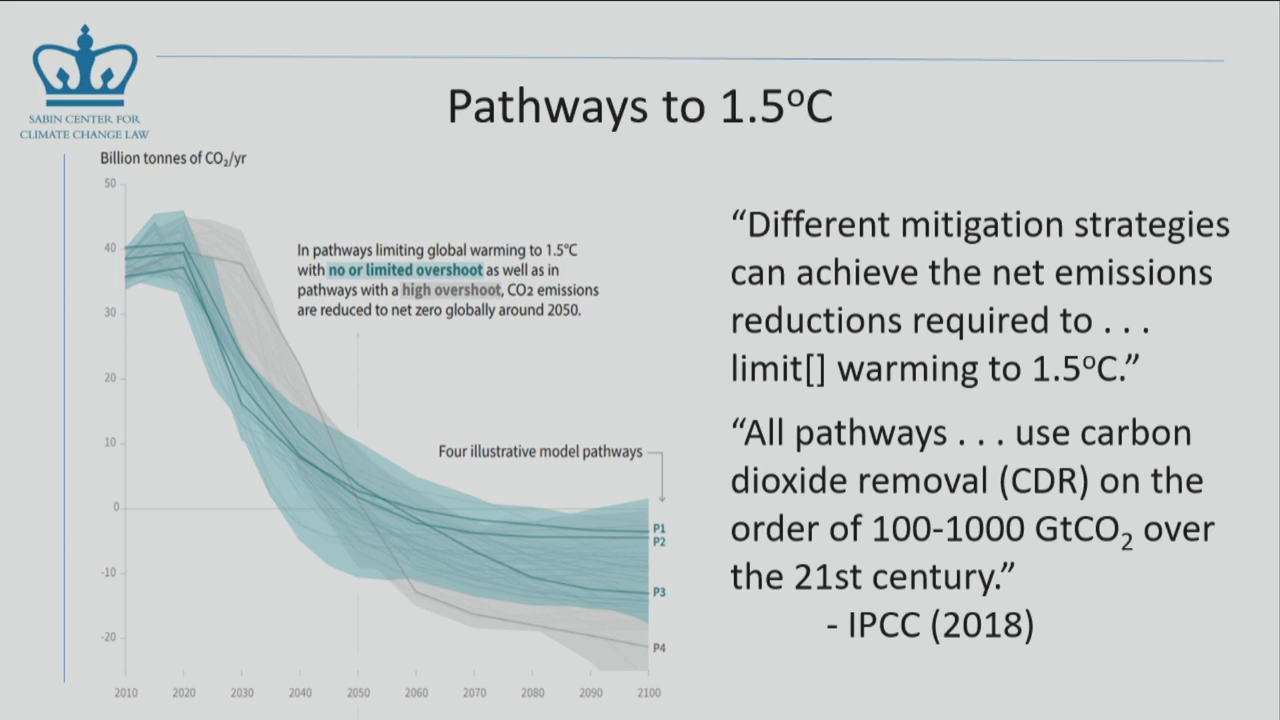 SABIN CENTER FOR
CLIMATE CHANGE LAW
Pathways to 1.5°C
Billion tonnes of CO₂/yr
50
40
30
20
10
0
-10
-20
In pathways limiting global warming to 1.5°C
with no or limited overshoot as well as in
pathways with a high overshoot, CO2 emissions
are reduced to net zero globally around 2050.
Four illustrative model pathways
P1
P2
P3
P4
2010 2020 2030 2040 2050 2060 2070 2080 2090 2100
“Different mitigation strategies
can achieve the net emissions
reductions required to . . .
limit[] warming to 1.5°C.”
“All pathways . . . use carbon
dioxide removal (CDR) on the
order of 100-1000 GtCO₂ over
the 21st century.”
- IPCC (2018)